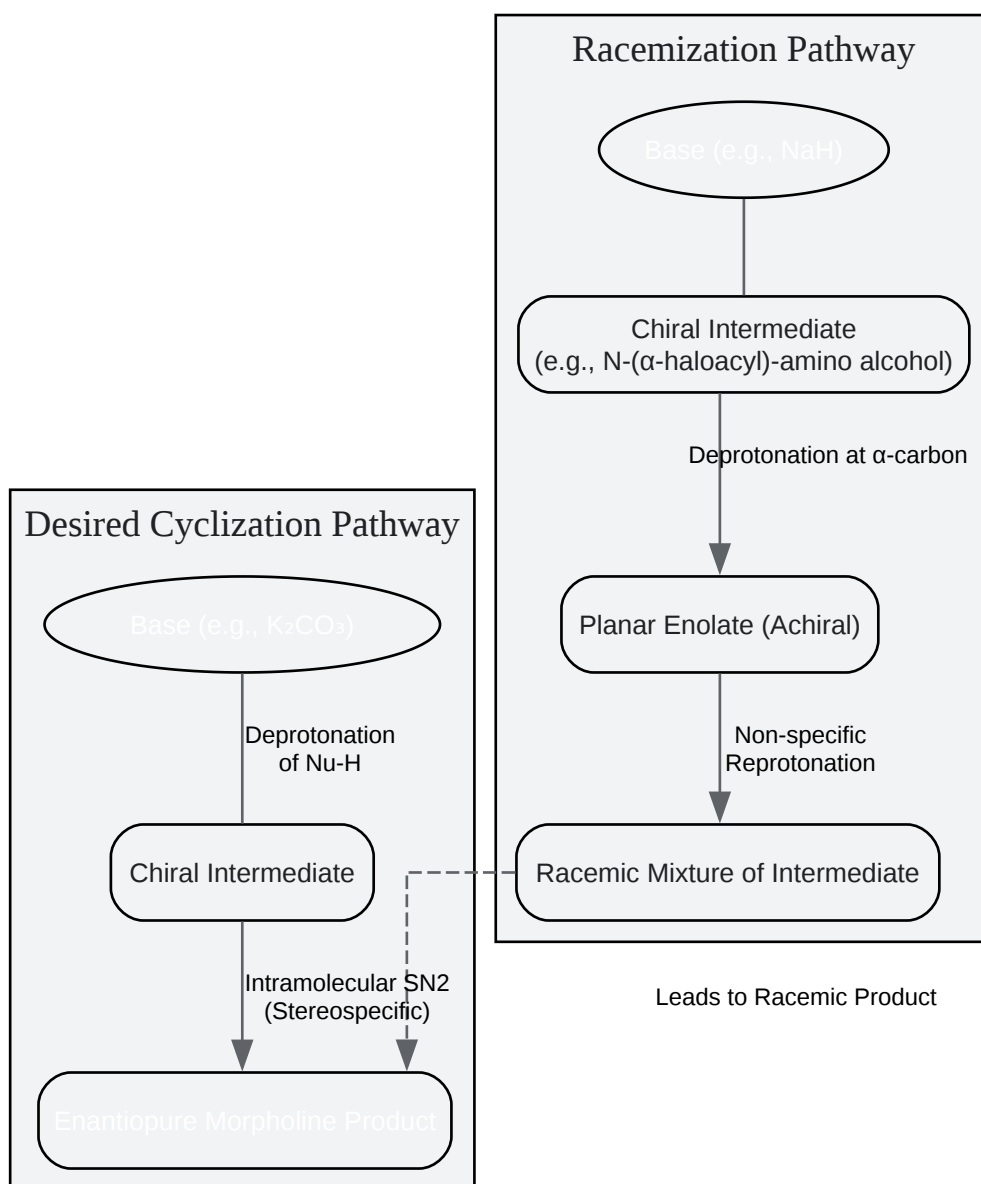 Racemization Pathway
Base (e.g., NaH)
Chiral Intermediate
(e.g., N-(α-haloacyl)-amino alcohol)
Deprotonation at α-carbon
Planar Enolate (Achiral)
Non-specific
Reprotonation
Racemic Mixture of Intermediate
Leads to Racemic Product
Desired Cyclization Pathway
Base (e.g., K₂CO₃)
Deprotonation
of Nu-H
Chiral Intermediate
Intramolecular SN2
(Stereospecific)
Enantiopure Morpholine Product